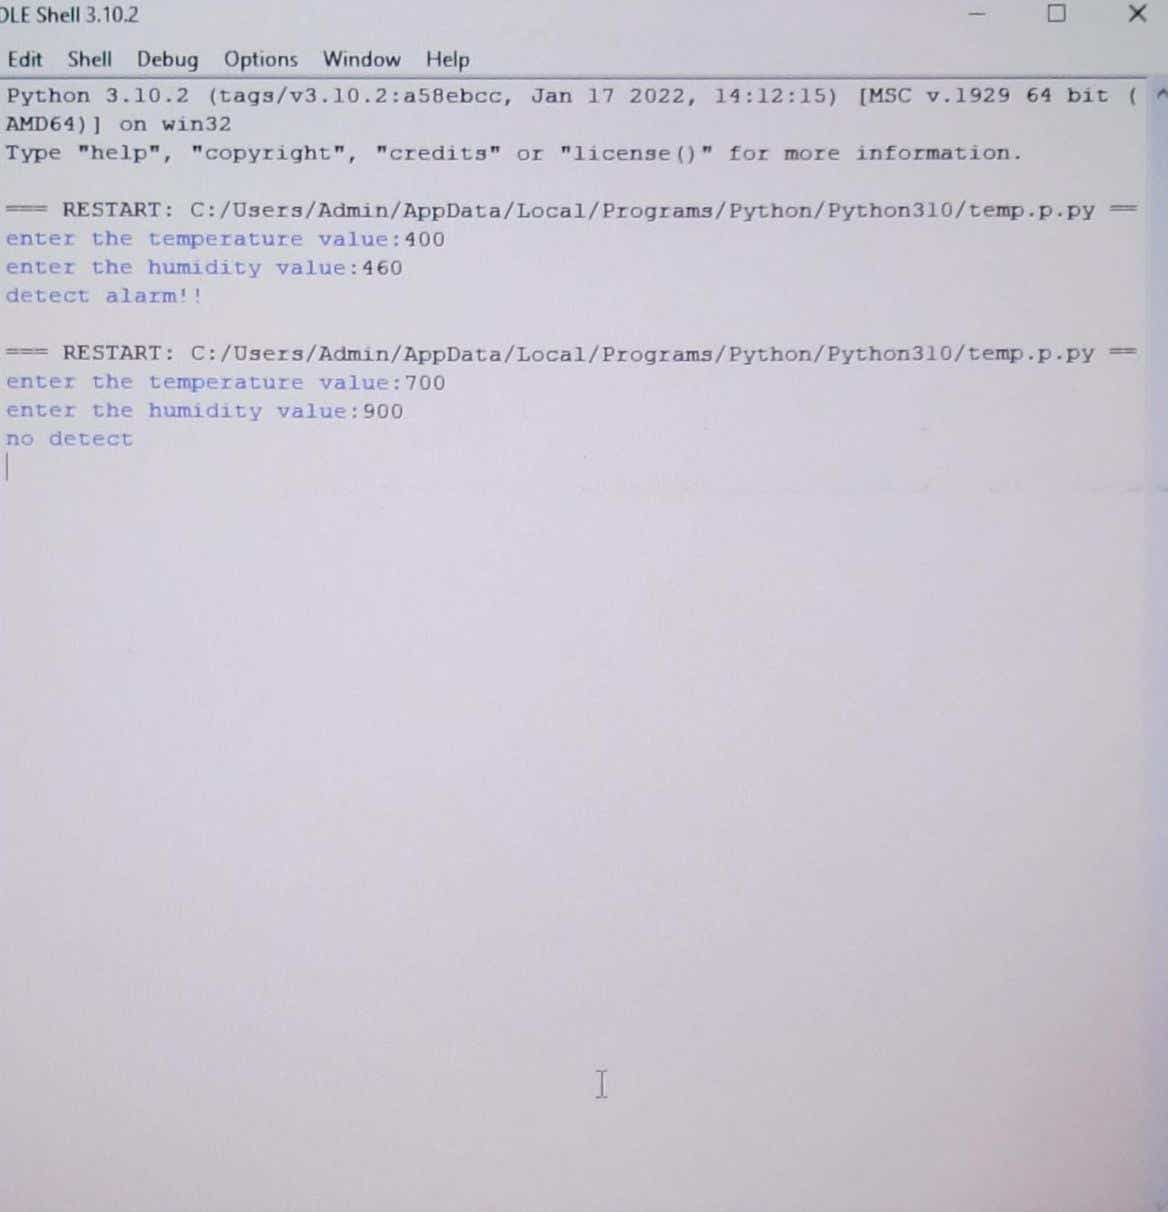 DLE Shell 3.10.2
Edit Shell Debug Options Window Help
Python 3.10.2 (tags/v3.10.2:a58ebcc, Jan 17 2022, 14:12:15) [MSC v.1929 64 bit (
AMD64)] on win32
Type "help", "copyright", "credits" or "license()" for more information.
=== RESTART: C:/Users/Admin/AppData/Local/Programs/Python/Python310/temp.p.py ==
enter the temperature value:400
enter the humidity value:460
detect alarm!!
=== RESTART: C:/Users/Admin/AppData/Local/Programs/Python/Python310/temp.p.py ==
enter the temperature value:700
enter the humidity value:900
no detect